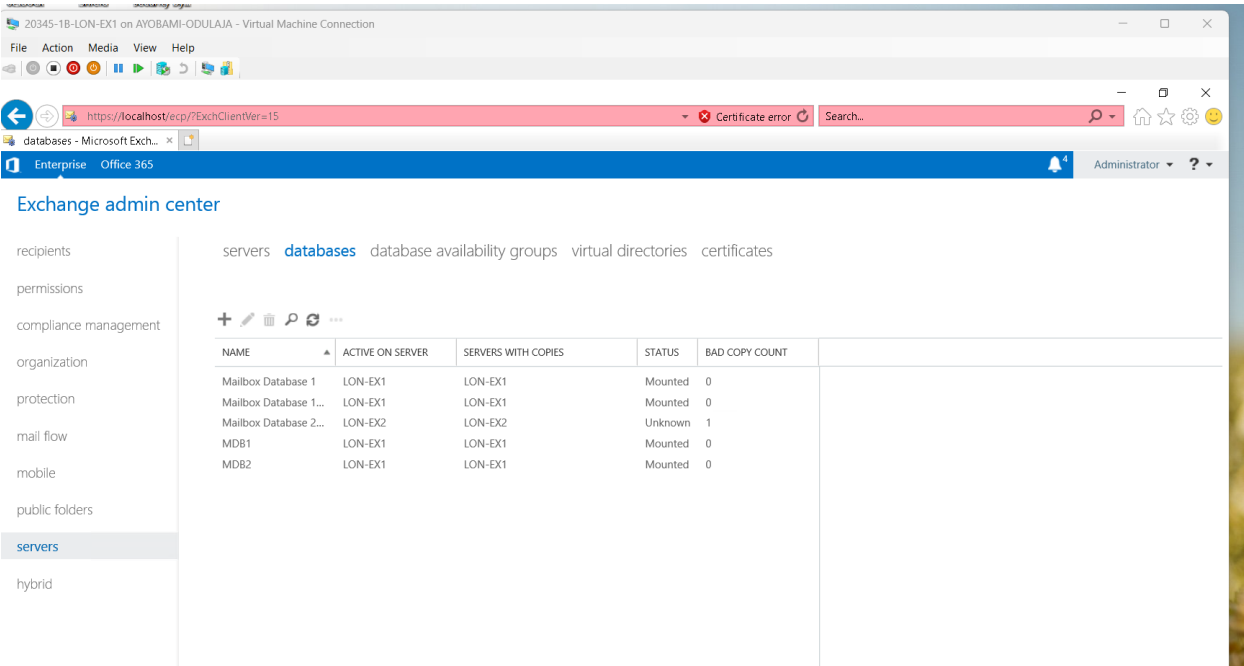 20345-1B-LON-EX1 on AYOBAMI-ODULAJA - Virtual Machine Connection
File Action Media View Help
https://localhost/ecp/?ExchClientVer=15 Certificate error Search...
databases - Microsoft Exch...
Enterprise Office 365 4 Administrator ?
Exchange admin center
servers databases database availability groups virtual directories certificates
recipients
permissions
compliance management
organization
protection
mail flow
mobile
public folders
servers
hybrid
NAME ACTIVE ON SERVER SERVERS WITH COPIES STATUS BAD COPY COUNT
Mailbox Database 1 LON-EX1 LON-EX1 Mounted 0
Mailbox Database 1... LON-EX1 LON-EX1 Mounted 0
Mailbox Database 2... LON-EX2 LON-EX2 Unknown 1
MDB1 LON-EX1 LON-EX1 Mounted 0
MDB2 LON-EX1 LON-EX1 Mounted 0